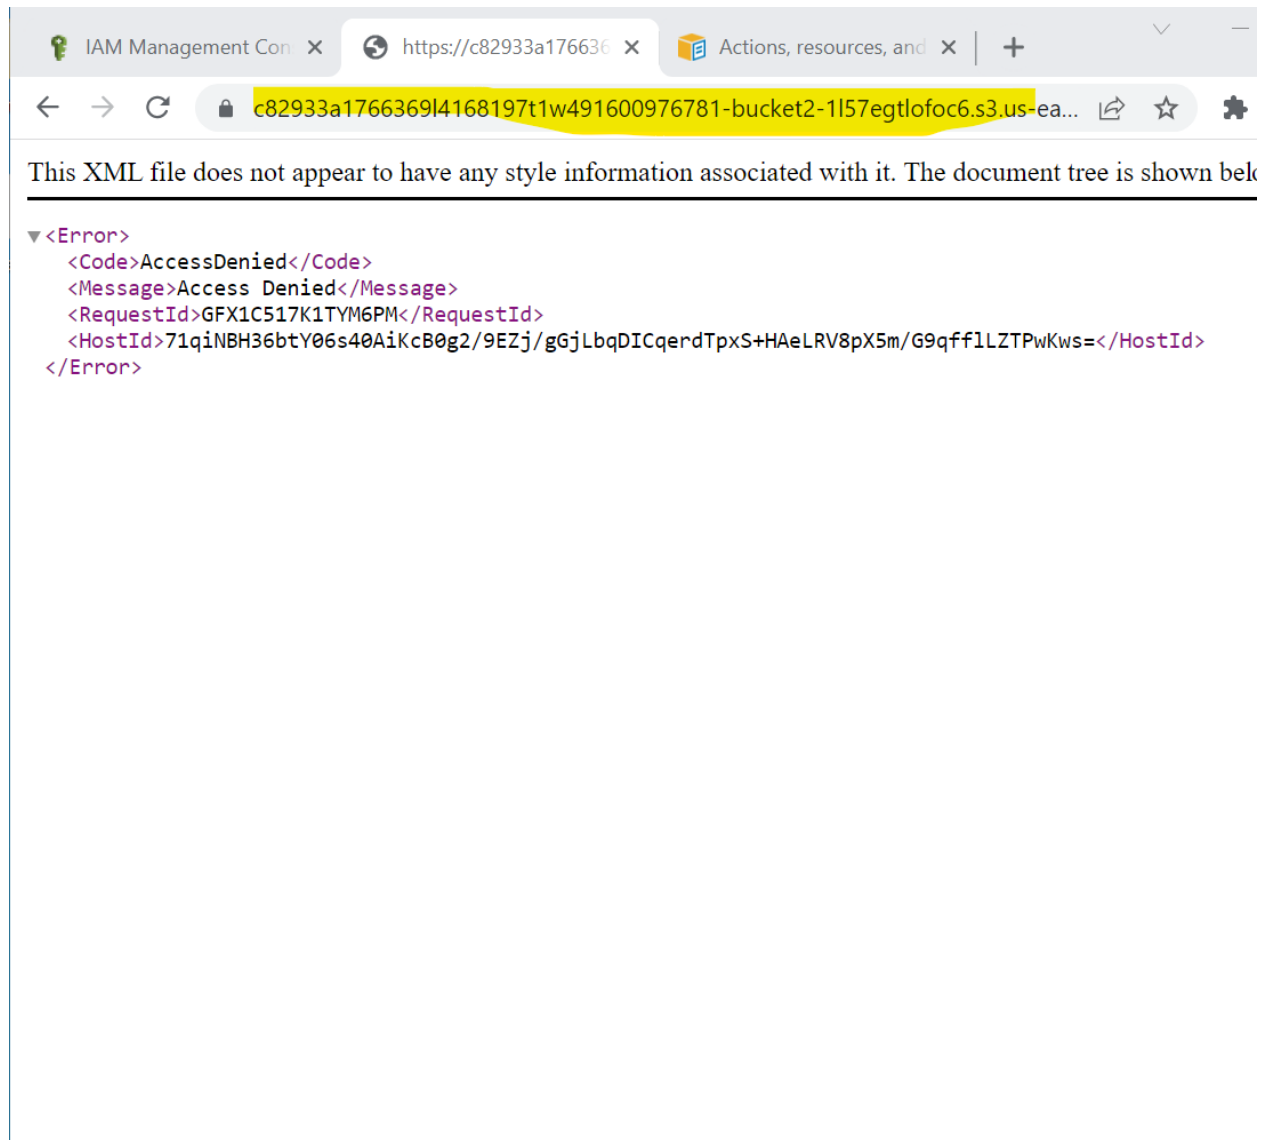 IAM Management Con
https://c82933a176636
Actions, resources, and
c82933a1766369l4168197t1w491600976781-bucket2-1l57egtlofoc6.s3.us-ea...
This XML file does not appear to have any style information associated with it. The document tree is shown belo
<Error>
<Code>AccessDenied</Code>
<Message>Access Denied</Message>
<RequestId>GFX1C517K1TYM6PM</RequestId>
<HostId>71qiNBH36btY06s40AiKcB0g2/9EZj/gGjLbqDICqerdTpxS+HAeLRV8pX5m/G9qfflLZTPwKws=</HostId>
</Error>